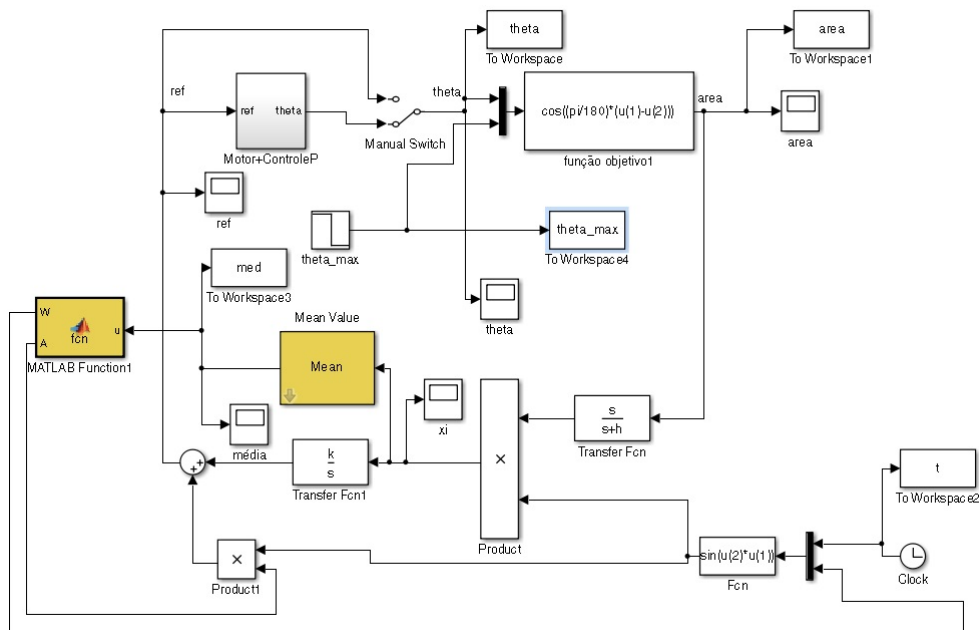 theta
To Workspace
area
To Workspace1
ref
ref
theta
Motor+ControleP
Manual Switch
theta
cos((pi/180)*(u(1)-u(2)))
função objetivo1
area
area
ref
theta_max
theta_max
To Workspace4
med
To Workspace3
theta
W
A
fcn
u
MATLAB Function1
Mean Value
Mean
xi
média
k
s
Transfer Fcn1
s
s+h
Transfer Fcn
×
Product
+
+
t
To Workspace2
×
Product1
sin(u(2)*u(1))
Fcn
Clock